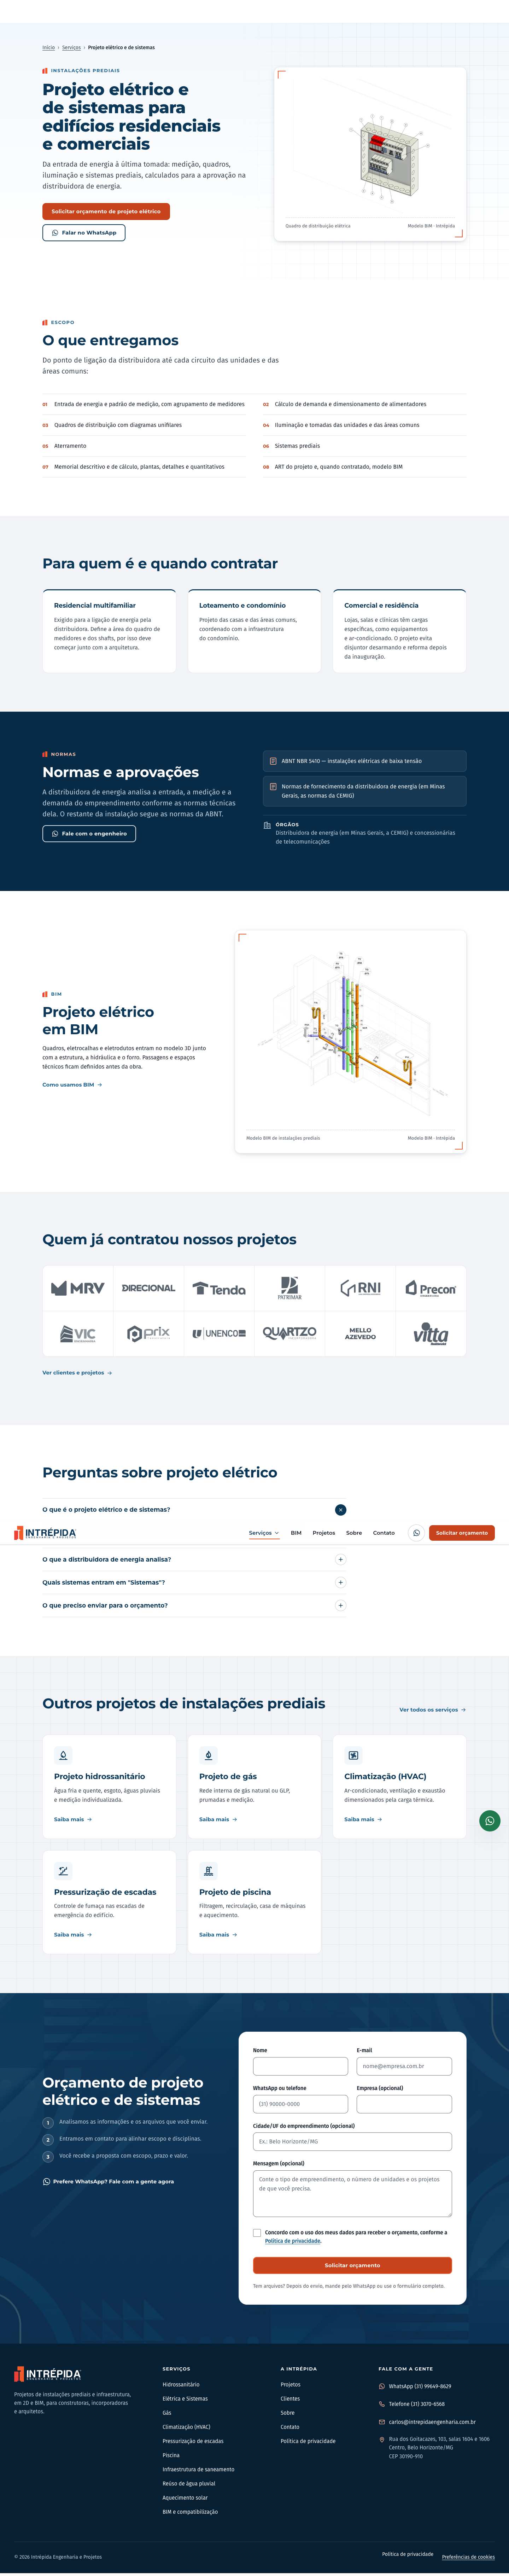 Início › Serviços › Projeto elétrico e de sistemas
INSTALAÇÕES PREDIAIS
Projeto elétrico e
de sistemas para
edifícios residenciais
e comerciais
Da entrada de energia à última tomada: medição, quadros,
iluminação e sistemas prediais, calculados para a aprovação na
distribuidora de energia.
Solicitar orçamento de projeto elétrico
Falar no WhatsApp
Quadro de distribuição elétrica
Modelo BIM · Intrépida
ESCOPO
O que entregamos
Do ponto de ligação da distribuidora até cada circuito das unidades e das
áreas comuns:
01 Entrada de energia e padrão de medição, com agrupamento de medidores
02 Cálculo de demanda e dimensionamento de alimentadores
03 Quadros de distribuição com diagramas unifilares
04 Iluminação e tomadas das unidades e das áreas comuns
05 Aterramento
06 Sistemas prediais
07 Memorial descritivo e de cálculo, plantas, detalhes e quantitativos
08 ART do projeto e, quando contratado, modelo BIM
Para quem é e quando contratar
Residencial multifamiliar
Exigido para a ligação de energia pela
distribuidora. Define a área do quadro de
medidores e dos shafts, por isso deve
começar junto com a arquitetura.
Loteamento e condomínio
Projeto das casas e das áreas comuns,
coordenado com a infraestrutura
do condomínio.
Comercial e residência
Lojas, salas e clínicas têm cargas
específicas, como equipamentos
e ar-condicionado. O projeto evita
disjuntor desarmando e reforma depois
da inauguração.
NORMAS
Normas e aprovações
A distribuidora de energia analisa a entrada, a medição e a
demanda do empreendimento conforme as normas técnicas
dela. O restante da instalação segue as normas da ABNT.
Fale com o engenheiro
ABNT NBR 5410 — instalações elétricas de baixa tensão
Normas de fornecimento da distribuidora de energia (em Minas
Gerais, as normas da CEMIG)
ÓRGÃOS
Distribuidora de energia (em Minas Gerais, a CEMIG) e concessionárias
de telecomunicações
BIM
Projeto elétrico
em BIM
Quadros, eletrocalhas e eletrodutos entram no modelo 3D junto
com a estrutura, a hidráulica e o forro. Passagens e espaços
técnicos ficam definidos antes da obra.
Como usamos BIM →
Modelo BIM de instalações prediais
Modelo BIM · Intrépida
Quem já contratou nossos projetos
MRV
DIRECIONAL
Tenda
PATRIMAR
RNI
Precon
VIC
prix
UNENCO
QUARTZO
MELLO
AZEVEDO
vitta
Ver clientes e projetos →
Perguntas sobre projeto elétrico
O que é o projeto elétrico e de sistemas?
INTRÉPIDA
Serviços
BIM
Projetos
Sobre
Contato
Solicitar orçamento
O que a distribuidora de energia analisa?
Quais sistemas entram em "Sistemas"?
O que preciso enviar para o orçamento?
Outros projetos de instalações prediais
Ver todos os serviços →
Projeto hidrossanitário
Água fria e quente, esgoto, águas pluviais
e medição individualizada.
Saiba mais →
Projeto de gás
Rede interna de gás natural ou GLP,
prumadas e medição.
Saiba mais →
Climatização (HVAC)
Ar-condicionado, ventilação e exaustão
dimensionados pela carga térmica.
Saiba mais →
Pressurização de escadas
Controle de fumaça nas escadas de
emergência do edifício.
Saiba mais →
Projeto de piscina
Filtragem, recirculação, casa de máquinas
e aquecimento.
Saiba mais →
Orçamento de projeto
elétrico e de sistemas
1 Analisamos as informações e os arquivos que você enviar.
2 Entramos em contato para alinhar escopo e disciplinas.
3 Você recebe a proposta com escopo, prazo e valor.
Prefere WhatsApp? Fale com a gente agora
Nome
E-mail
nome@empresa.com.br
WhatsApp ou telefone
(31) 90000-0000
Empresa (opcional)
Cidade/UF do empreendimento (opcional)
Ex.: Belo Horizonte/MG
Mensagem (opcional)
Conte o tipo de empreendimento, o número de unidades e os projetos
de que você precisa.
Concordo com o uso dos meus dados para receber o orçamento, conforme a
Política de privacidade.
Solicitar orçamento
Tem arquivos? Depois do envio, mande pelo WhatsApp ou use o formulário completo.
INTRÉPIDA
Projetos de instalações prediais e infraestrutura,
em 2D e BIM, para construtoras, incorporadoras
e arquitetos.
SERVIÇOS
Hidrossanitário
Elétrica e Sistemas
Gás
Climatização (HVAC)
Pressurização de escadas
Piscina
Infraestrutura de saneamento
Reúso de água pluvial
Aquecimento solar
BIM e compatibilização
A INTRÉPIDA
Projetos
Clientes
Sobre
Contato
Política de privacidade
FALE COM A GENTE
WhatsApp (31) 99649-8629
Telefone (31) 3070-6568
carlos@intrepidaengenharia.com.br
Rua dos Goitacazes, 103, salas 1604 e 1606
Centro, Belo Horizonte/MG
CEP 30190-910
© 2026 Intrépida Engenharia e Projetos
Política de privacidade
Preferências de cookies